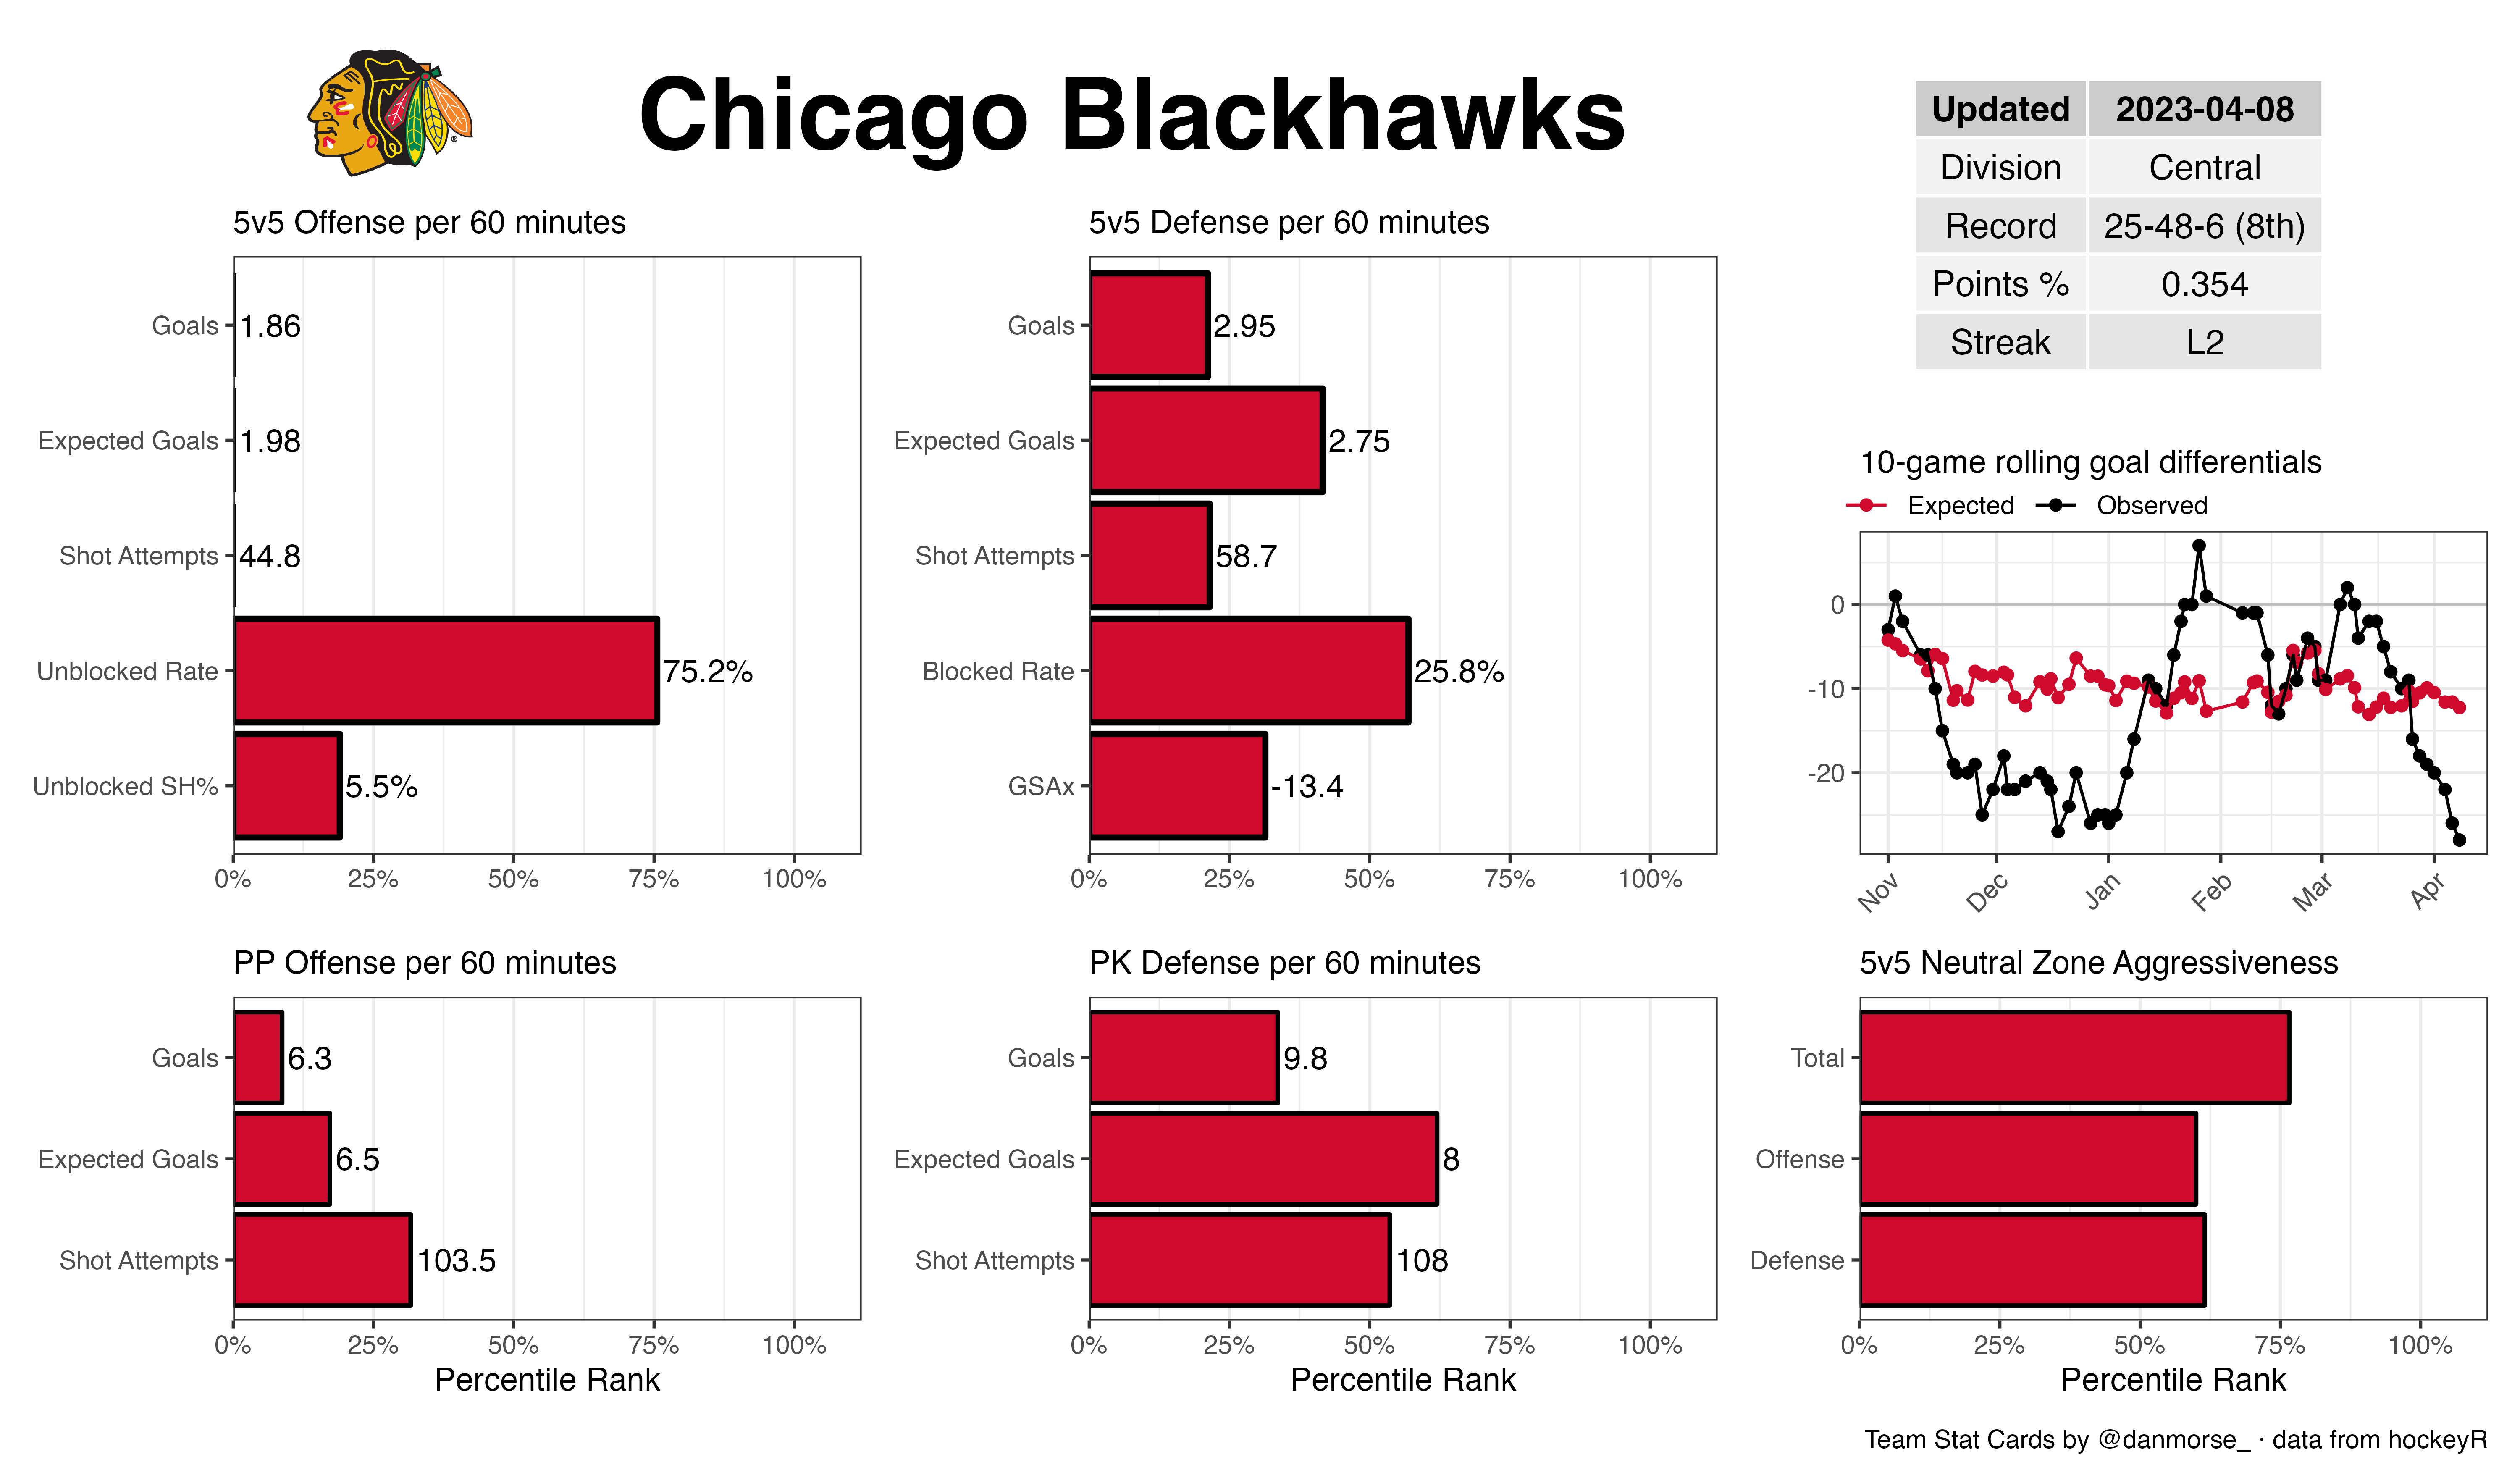 Chicago Blackhawks
®
Updated 2023-04-08
Division Central
Record 25-48-6 (8th)
Points % 0.354
Streak L2
5v5 Offense per 60 minutes
Goals 1.86
Expected Goals 1.98
Shot Attempts 44.8
Unblocked Rate 75.2%
Unblocked SH% 5.5%
0% 25% 50% 75% 100%
5v5 Defense per 60 minutes
Goals 2.95
Expected Goals 2.75
Shot Attempts 58.7
Blocked Rate 25.8%
GSAx -13.4
0% 25% 50% 75% 100%
10-game rolling goal differentials
Expected Observed
0
-10
-20
Nov Dec Jan Feb Mar Apr
PP Offense per 60 minutes
Goals 6.3
Expected Goals 6.5
Shot Attempts 103.5
0% 25% 50% 75% 100%
Percentile Rank
PK Defense per 60 minutes
Goals 9.8
Expected Goals 8
Shot Attempts 108
0% 25% 50% 75% 100%
Percentile Rank
5v5 Neutral Zone Aggressiveness
Total
Offense
Defense
0% 25% 50% 75% 100%
Percentile Rank
Team Stat Cards by @danmorse_ · data from hockeyR